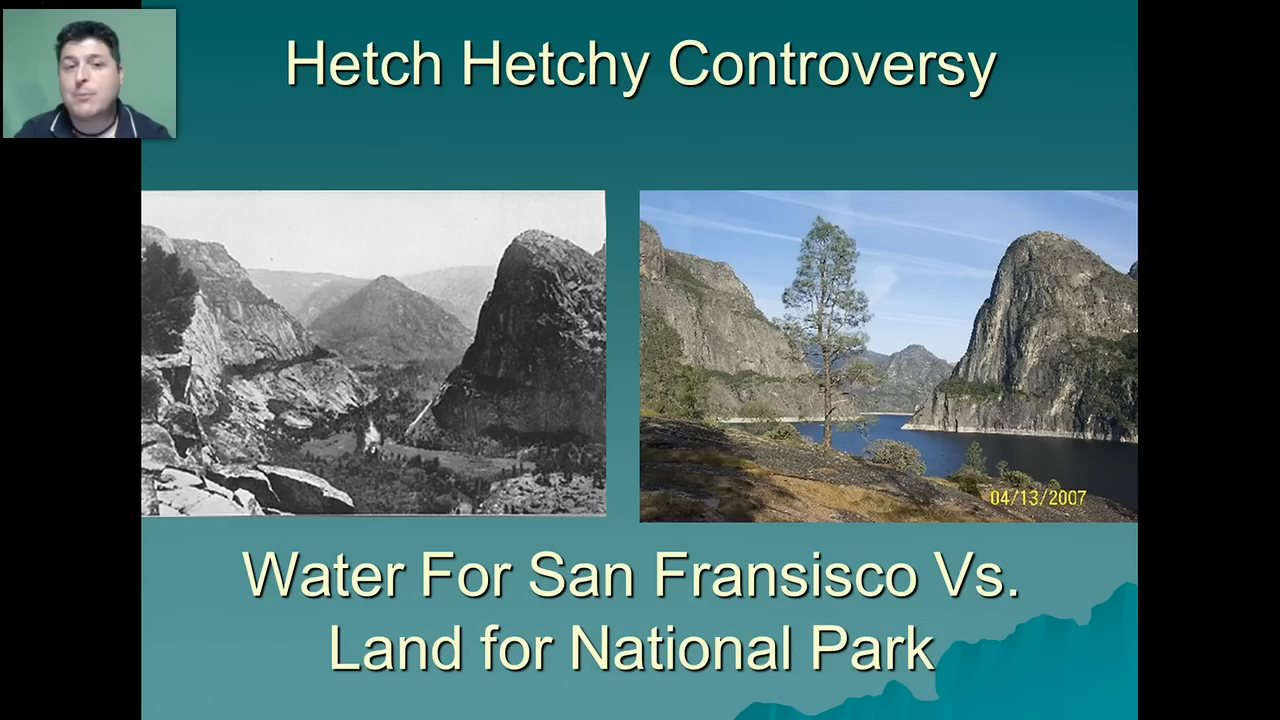 Hetch Hetchy Controversy
04/13/2007
Water For San Fransisco Vs.
Land for National Park